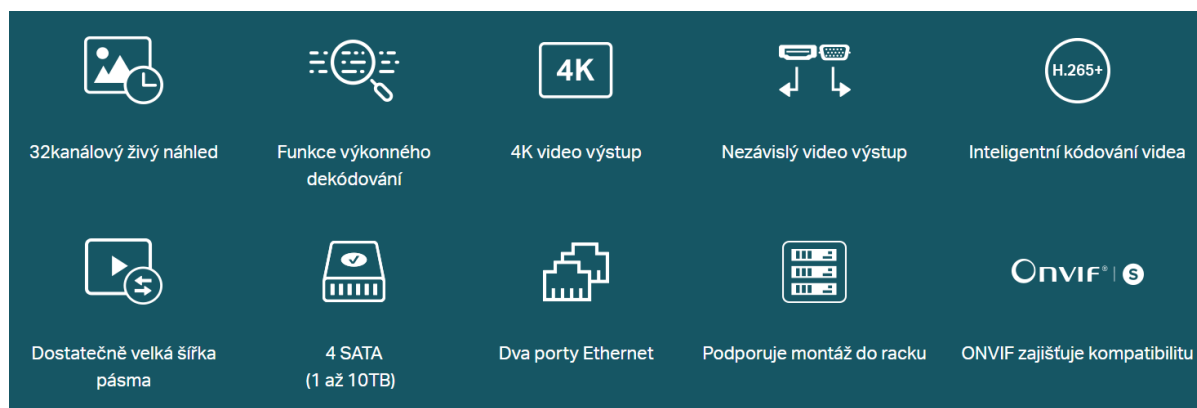 4K
H.265+
32kanálový živý náhled
Funkce výkonného
dekódování
4K video výstup
Nezávislý video výstup
Inteligentní kódování videa
ONVIF® | S
Dostatečně velká šířka
pásma
4 SATA
(1 až 10TB)
Dva porty Ethernet
Podporuje montáž do racku
ONVIF zajišťuje kompatibilitu